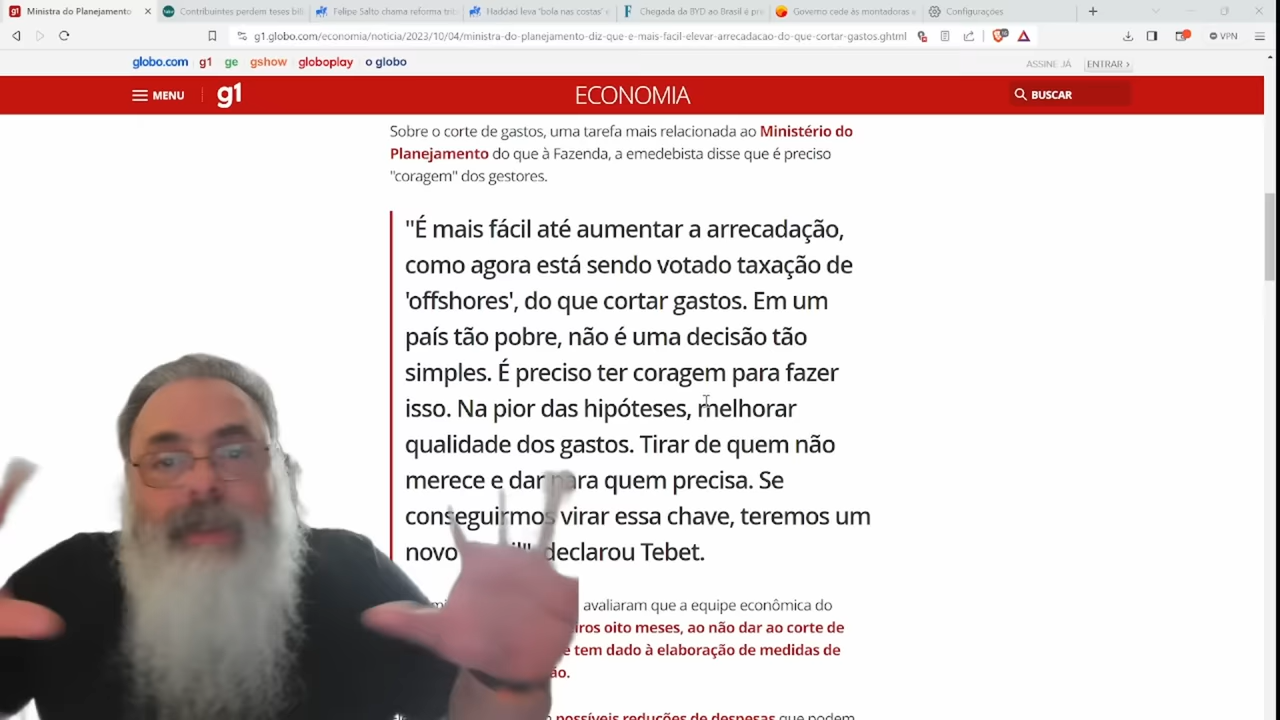 Ministra do Planejamento
Contribuintes perdem teses bil
Felipe Salto chama reforma trib
Haddad leva 'bola nas costas' e
Chegada da BYD ao Brasil é pre
Governo cede às montadoras e
Configurações
g1.globo.com/economia/noticia/2023/10/04/ministra-do-planejamento-diz-que-e-mais-facil-elevar-arrecadacao-do-que-cortar-gastos.ghtml
VPN
globo.com g1 ge gshow globoplay o globo
ASSINE JÁ ENTRAR ›
MENU g1 ECONOMIA BUSCAR
Sobre o corte de gastos, uma tarefa mais relacionada ao Ministério do
Planejamento do que à Fazenda, a emedebista disse que é preciso
"coragem" dos gestores.
"É mais fácil até aumentar a arrecadação,
como agora está sendo votado taxação de
'offshores', do que cortar gastos. Em um
país tão pobre, não é uma decisão tão
simples. É preciso ter coragem para fazer
isso. Na pior das hipóteses, melhorar
qualidade dos gastos. Tirar de quem não
merece e dar para quem precisa. Se
conseguirmos virar essa chave, teremos um
novo declarou Tebet.
avaliaram que a equipe econômica do
oito meses, ao não dar ao corte de
tem dado à elaboração de medidas de
possíveis reduções de despesas que podem